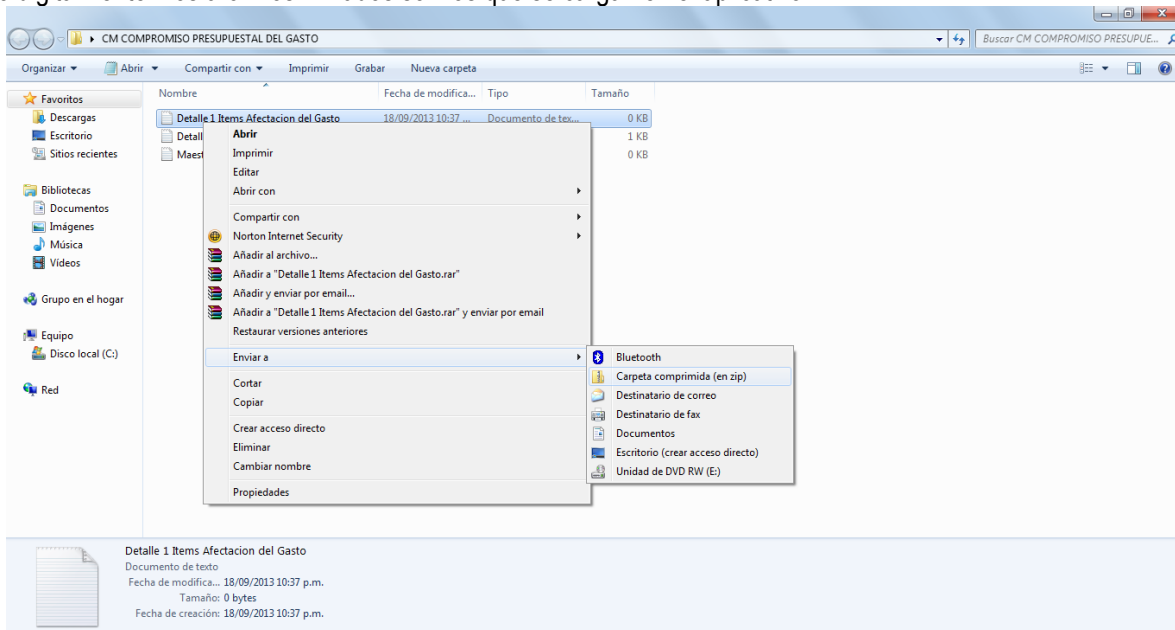 CM COMPROMISO PRESUPUESTAL DEL GASTO
Buscar CM COMPROMISO PRESUPUE...
Organizar
Abrir
Compartir con
Imprimir
Grabar
Nueva carpeta
Favoritos
Descargas
Escritorio
Sitios recientes
Bibliotecas
Documentos
Imágenes
Música
Vídeos
Grupo en el hogar
Equipo
Disco local (C:)
Red
Nombre
Fecha de modifica...
Tipo
Tamaño
Detalle 1 Items Afectacion del Gasto
18/09/2013 10:37 ...
Documento de tex...
0 KB
Detall
1 KB
Maest
0 KB
Abrir
Imprimir
Editar
Abrir con
Compartir con
Norton Internet Security
Añadir al archivo...
Añadir a "Detalle 1 Items Afectacion del Gasto.rar"
Añadir y enviar por email...
Añadir a "Detalle 1 Items Afectacion del Gasto.rar" y enviar por email
Restaurar versiones anteriores
Enviar a
Cortar
Copiar
Crear acceso directo
Eliminar
Cambiar nombre
Propiedades
Bluetooth
Carpeta comprimida (en zip)
Destinatario de correo
Destinatario de fax
Documentos
Escritorio (crear acceso directo)
Unidad de DVD RW (E:)
Detalle 1 Items Afectacion del Gasto
Documento de texto
Fecha de modifica... 18/09/2013 10:37 p.m.
Tamaño: 0 bytes
Fecha de creación: 18/09/2013 10:37 p.m.